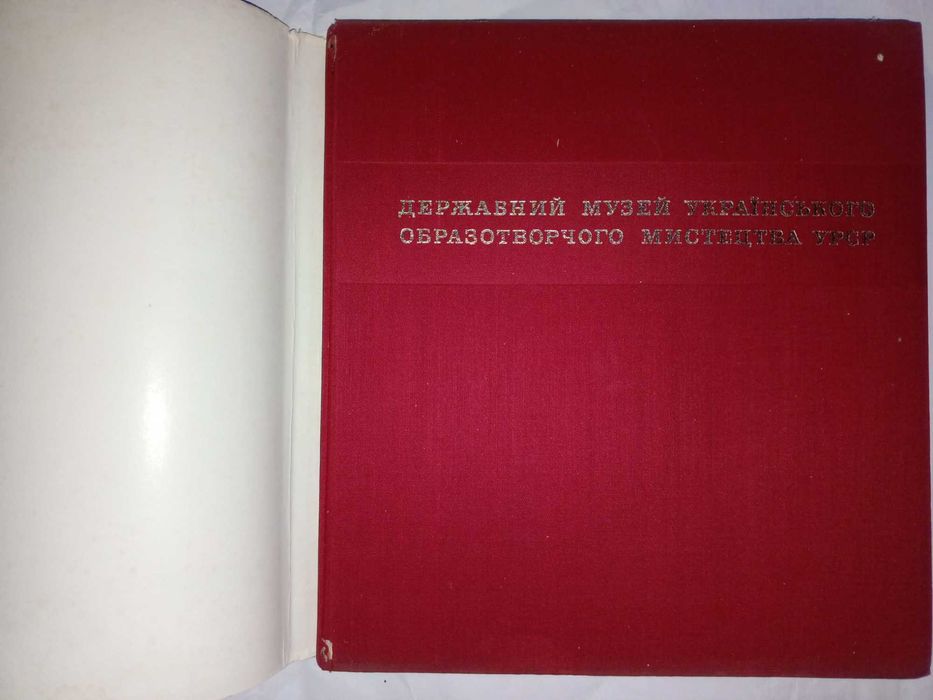 ДЕРЖАВНИЙ МУЗЕЙ УКРАЇНСЬКОГО
ОБРАЗОТВОРЧОГО МИСТЕЦТВА УРСР